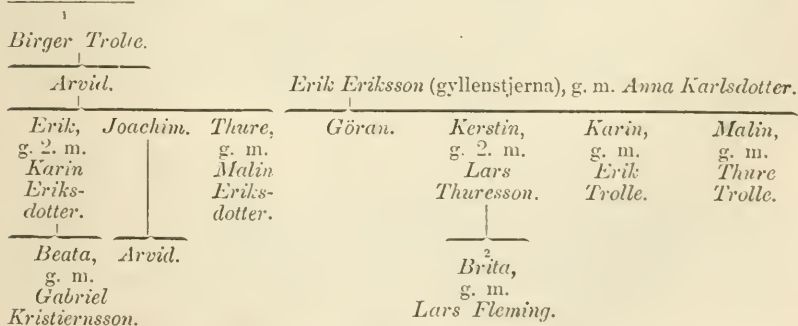 1
Birger Trolle.
Arvid.
Erik Eriksson (gyllenstjerna), g. m. Anna Karlsdotter.
Erik,
g. 2. m.
Karin
Eriks-
dotter.
Joachim.
Thure,
g. m.
Malin
Eriks-
dotter.
Göran.
Kerstin,
g. 2. m.
Lars
Thuresson.
Karin,
g. m.
Erik
Trolle.
Malin,
g. m.
Thure
Trolle.
Beata,
g. m.
Gabriel
Kristiernsson.
Arvid.
2
Brita,
g. m.
Lars Fleming.